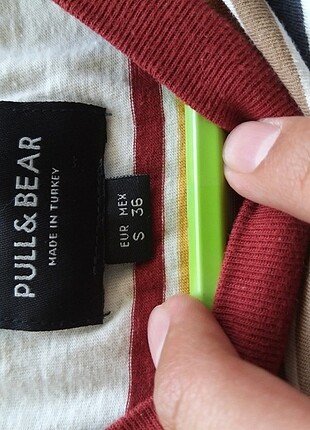 PULL&BEAR
MADE IN TURKEY
EUR MEX
S 36